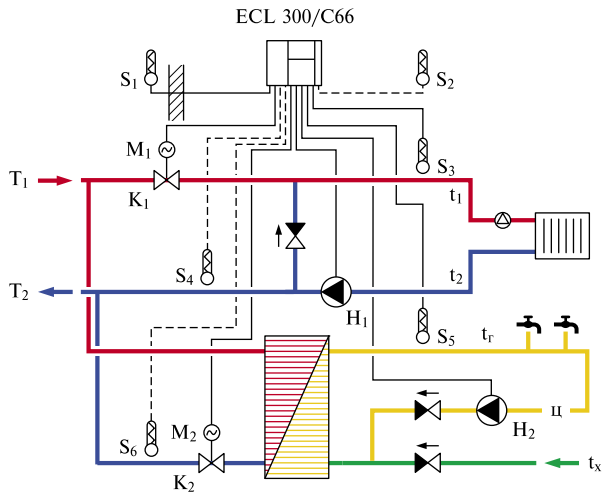 ECL 300/C66
S1
S2
M1
S3
T1
K1
t1
S4
t2
T2
H1
S5
tг
S6
M2
ц
H2
K2
tх